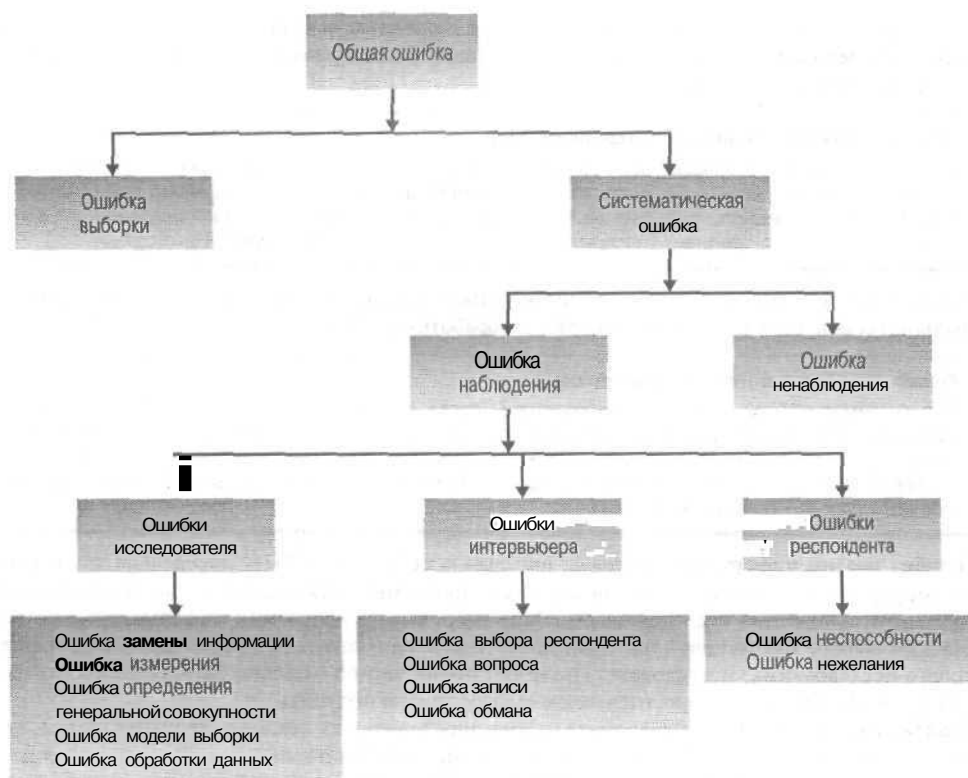 Общая ошибка
Ошибка
выборки
Систематическая
ошибка
Ошибка
наблюдения
Ошибка
ненаблюдения
Ошибки
исследователя
Ошибки
интервьюера
Ошибки
респондента
Ошибка замены информации
Ошибка измерения
Ошибка определения
генеральной совокупности
Ошибка модели выборки
Ошибка обработки данных
Ошибка выбора респондента
Ошибка вопроса
Ошибка записи
Ошибка обмана
Ошибка неспособности
Ошибка нежелания